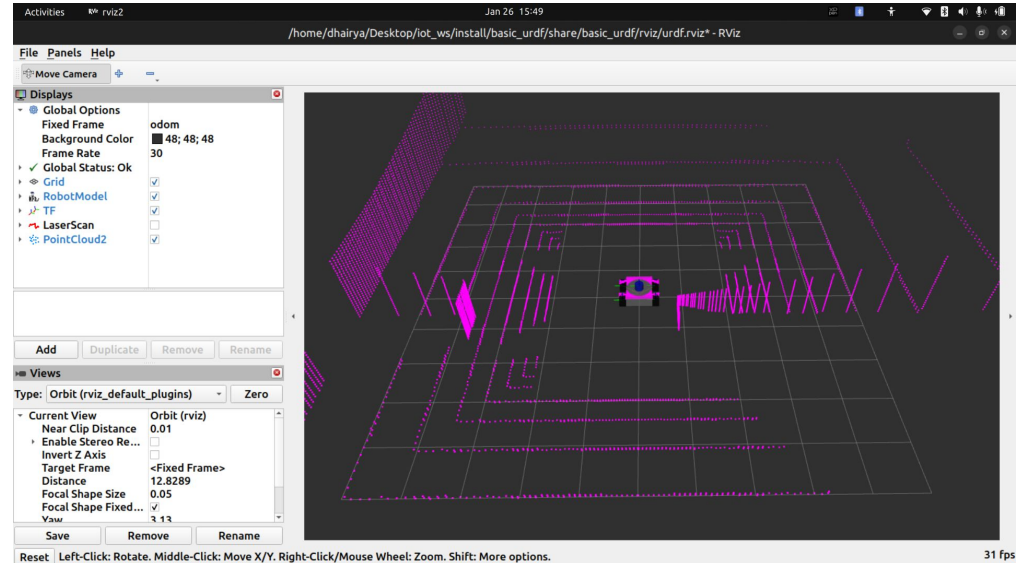 Activities rviz2 Jan 26 15:49
/home/dhairya/Desktop/iot_ws/install/basic_urdf/share/basic_urdf/rviz/urdf.rviz* - RViz
File Panels Help
Move Camera
Displays
Global Options
Fixed Frame odom
Background Color 48; 48; 48
Frame Rate 30
Global Status: Ok
Grid
RobotModel
TF
LaserScan
PointCloud2
Add Duplicate Remove Rename
Views
Type: Orbit (rviz_default_plugins) Zero
Current View Orbit (rviz)
Near Clip Distance 0.01
Enable Stereo Re...
Invert Z Axis
Target Frame <Fixed Frame>
Distance 12.8289
Focal Shape Size 0.05
Focal Shape Fixed...
Yaw 3.13
Save Remove Rename
Reset Left-Click: Rotate. Middle-Click: Move X/Y. Right-Click/Mouse Wheel: Zoom. Shift: More options. 31 fps